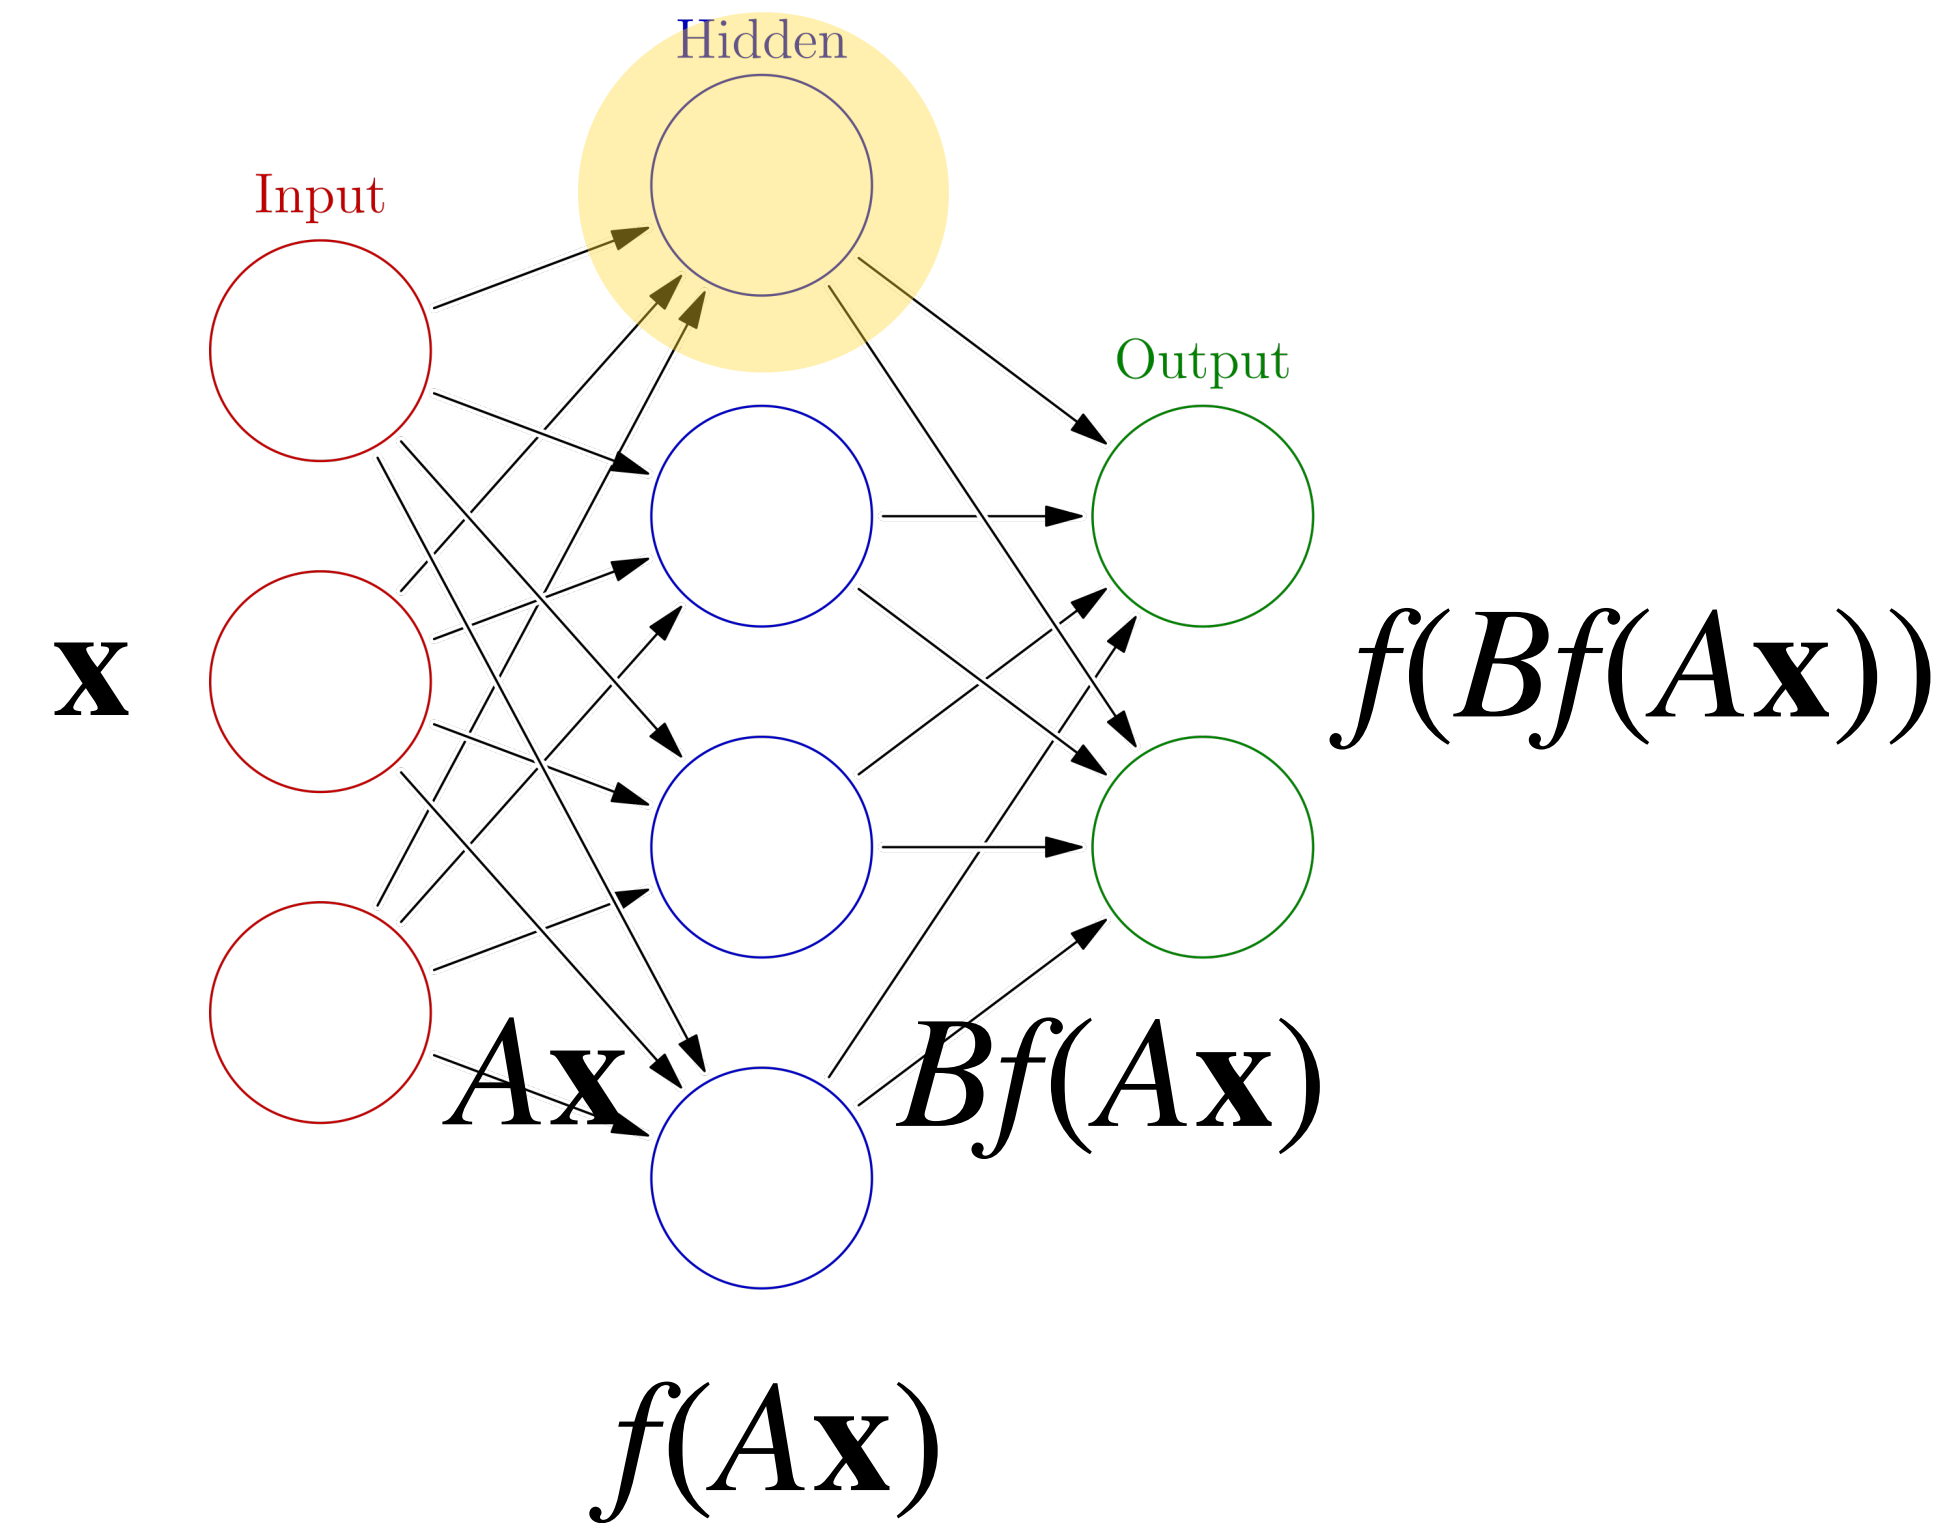 Hidden
Input
Output
x
f(Bf(Ax))
Ax
Bf(Ax)
f(Ax)